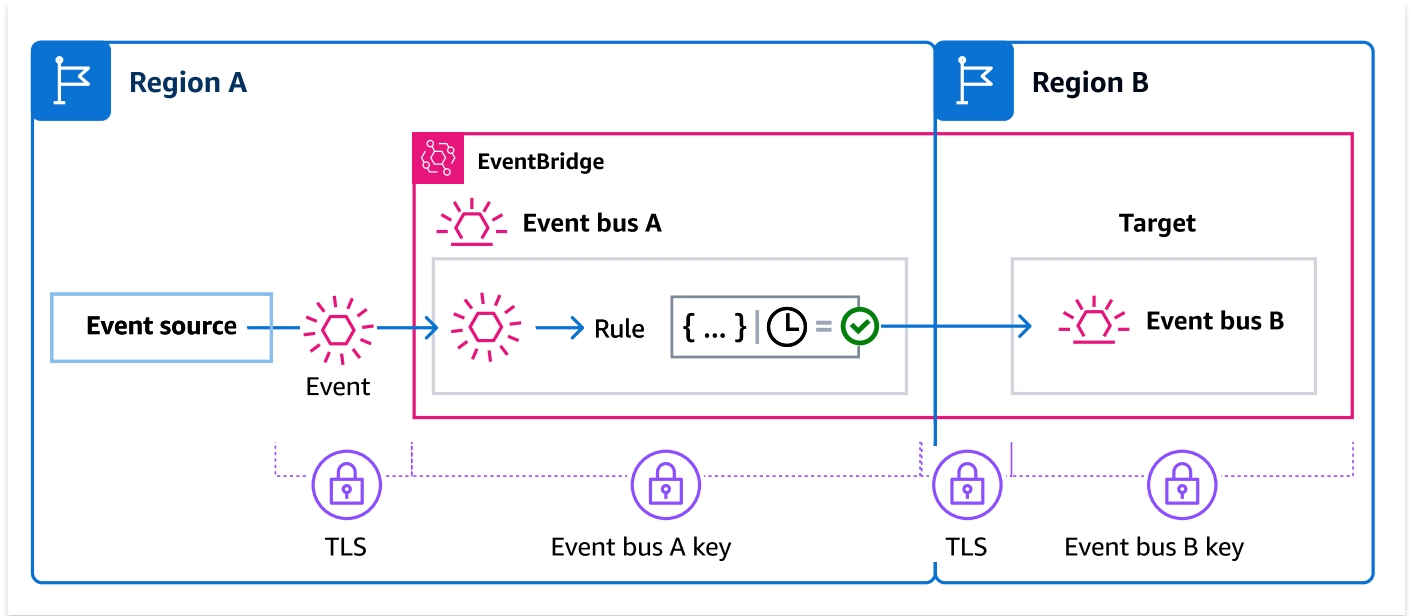 Region A
Region B
EventBridge
Event bus A
Target
Event source
Rule
{ ... } | =
Event bus B
Event
TLS
Event bus A key
TLS
Event bus B key